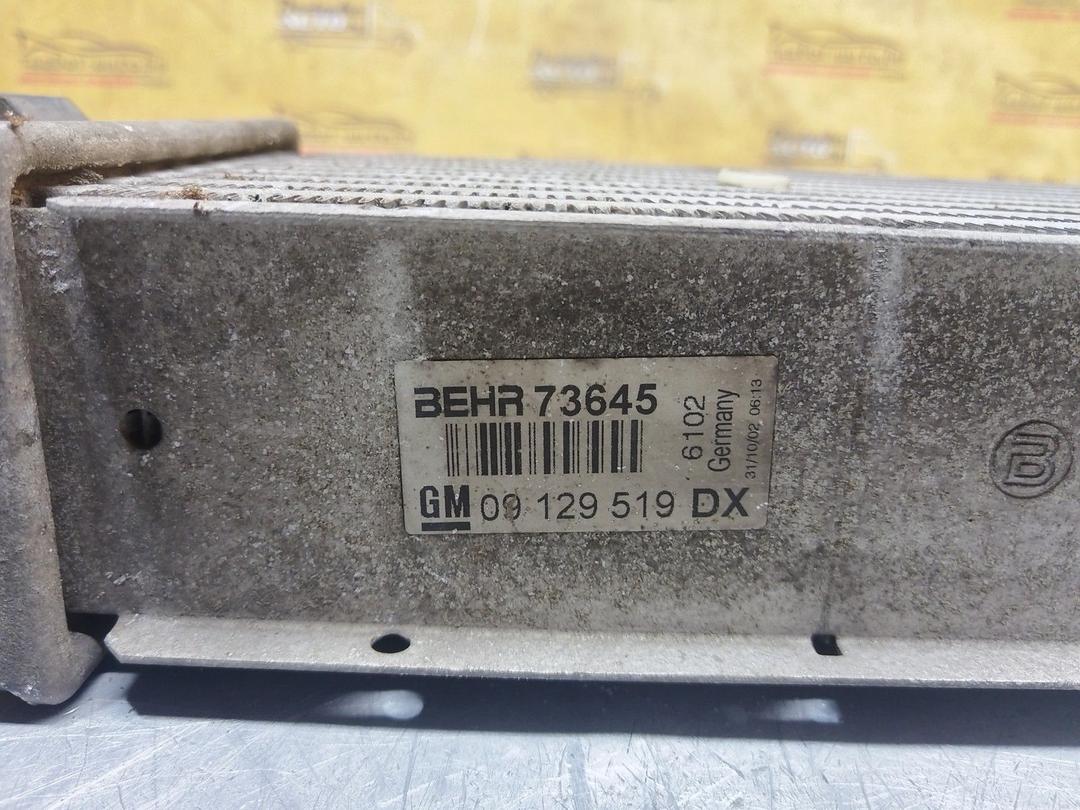 BEHR 73645
6102
Germany
31/10/02 06:13
GM 09 129 519 DX